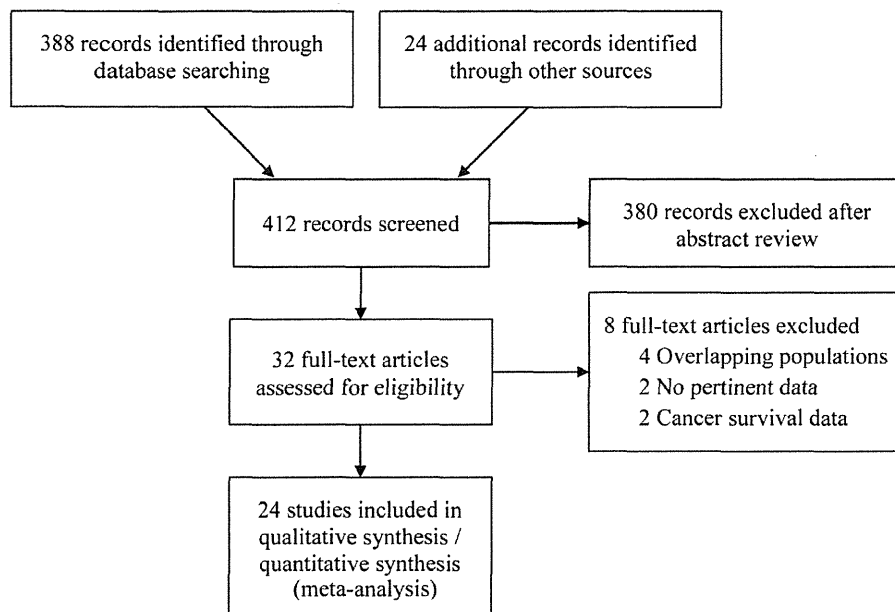 388 records identified through
database searching
24 additional records identified
through other sources
412 records screened
380 records excluded after
abstract review
32 full-text articles
assessed for eligibility
8 full-text articles excluded
4 Overlapping populations
2 No pertinent data
2 Cancer survival data
24 studies included in
qualitative synthesis /
quantitative synthesis
(meta-analysis)